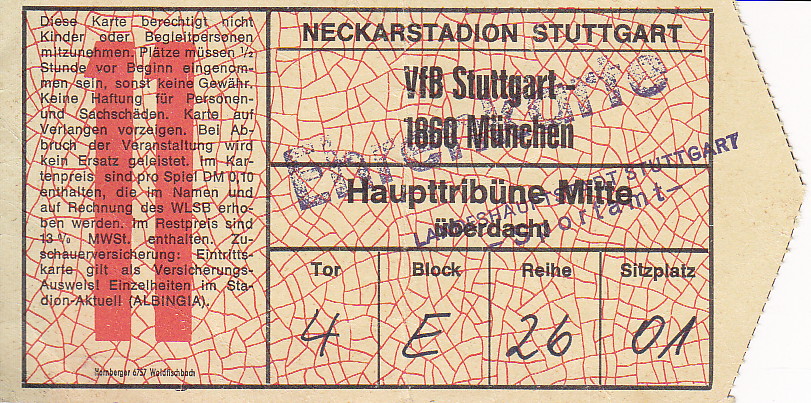 Diese Karte berechtigt nicht
Kinder oder Begleitpersonen
mitzunehmen. Plätze müssen ½
Stunde vor Beginn eingenom-
men sein, sonst keine Gewähr.
Keine Haftung für Personen-
und Sachschäden. Karte auf
Verlangen vorzeigen. Bei Ab-
bruch der Veranstaltung wird
kein Ersatz geleistet. Im Kar-
tenpreis sind pro Spiel DM 0,10
enthalten, die im Namen und
auf Rechnung des WLSB erho-
ben werden. Im Restpreis sind
13 % MWSt. enthalten. Zu-
schauerversicherung: Eintritts-
karte gilt als Versicherungs-
Ausweis! Einzelheiten im Sta-
dion-Aktuell (ALBINGIA).
11
Hornberger 6757 Waldfischbach
NECKARSTADION STUTTGART
VfB Stuttgart -
1860 München
Ehrenkarte
Haupttribüne Mitte
überdacht
LANDESHAUPTSTADT STUTTGART
- Sportamt -
Tor Block Reihe Sitzplatz
4 E 26 01